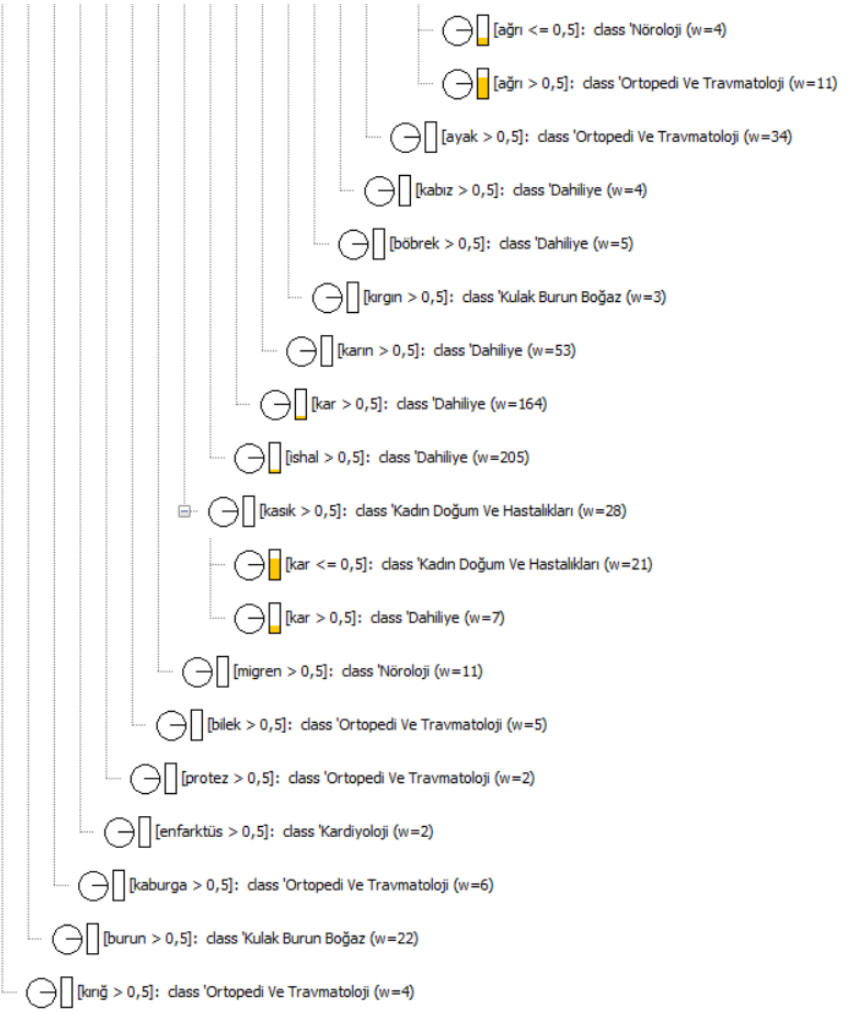 [ağrı <= 0,5]: class 'Nöroloji (w=4)
[ağrı > 0,5]: class 'Ortopedi Ve Travmatoloji (w=11)
[ayak > 0,5]: class 'Ortopedi Ve Travmatoloji (w=34)
[kabız > 0,5]: class 'Dahiliye (w=4)
[böbrek > 0,5]: class 'Dahiliye (w=5)
[kırgın > 0,5]: class 'Kulak Burun Boğaz (w=3)
[karın > 0,5]: class 'Dahiliye (w=53)
[kar > 0,5]: class 'Dahiliye (w=164)
[ishal > 0,5]: class 'Dahiliye (w=205)
[kasık > 0,5]: class 'Kadın Doğum Ve Hastalıkları (w=28)
[kar <= 0,5]: class 'Kadın Doğum Ve Hastalıkları (w=21)
[kar > 0,5]: class 'Dahiliye (w=7)
[migren > 0,5]: class 'Nöroloji (w=11)
[bilek > 0,5]: class 'Ortopedi Ve Travmatoloji (w=5)
[protez > 0,5]: class 'Ortopedi Ve Travmatoloji (w=2)
[enfarktüs > 0,5]: class 'Kardiyoloji (w=2)
[kaburga > 0,5]: class 'Ortopedi Ve Travmatoloji (w=6)
[burun > 0,5]: class 'Kulak Burun Boğaz (w=22)
[kırığ > 0,5]: class 'Ortopedi Ve Travmatoloji (w=4)